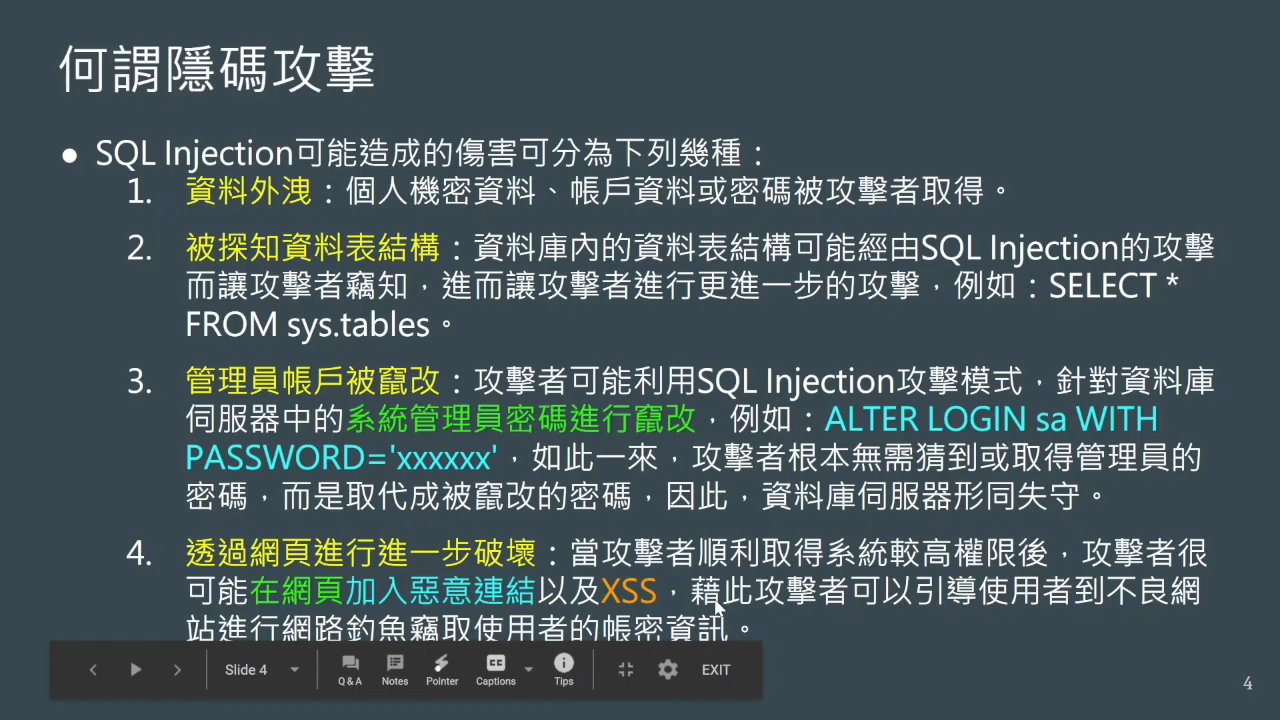 何謂隱碼攻擊
● SQL Injection可能造成的傷害可分為下列幾種：
1. 資料外洩：個人機密資料、帳戶資料或密碼被攻擊者取得。
2. 被探知資料表結構：資料庫內的資料表結構可能經由SQL Injection的攻擊
而讓攻擊者竊知，進而讓攻擊者進行更進一步的攻擊，例如：SELECT *
FROM sys.tables。
3. 管理員帳戶被竄改：攻擊者可能利用SQL Injection攻擊模式，針對資料庫
伺服器中的系統管理員密碼進行竄改，例如：ALTER LOGIN sa WITH
PASSWORD='xxxxxx'，如此一來，攻擊者根本無需猜到或取得管理員的
密碼，而是取代成被竄改的密碼，因此，資料庫伺服器形同失守。
4. 透過網頁進行進一步破壞：當攻擊者順利取得系統較高權限後，攻擊者很
可能在網頁加入惡意連結以及XSS，藉此攻擊者可以引導使用者到不良網
站進行網路釣魚竊取使用者的帳密資訊。
Slide 4
Q & A
Notes
Pointer
CC
Captions
Tips
EXIT
4